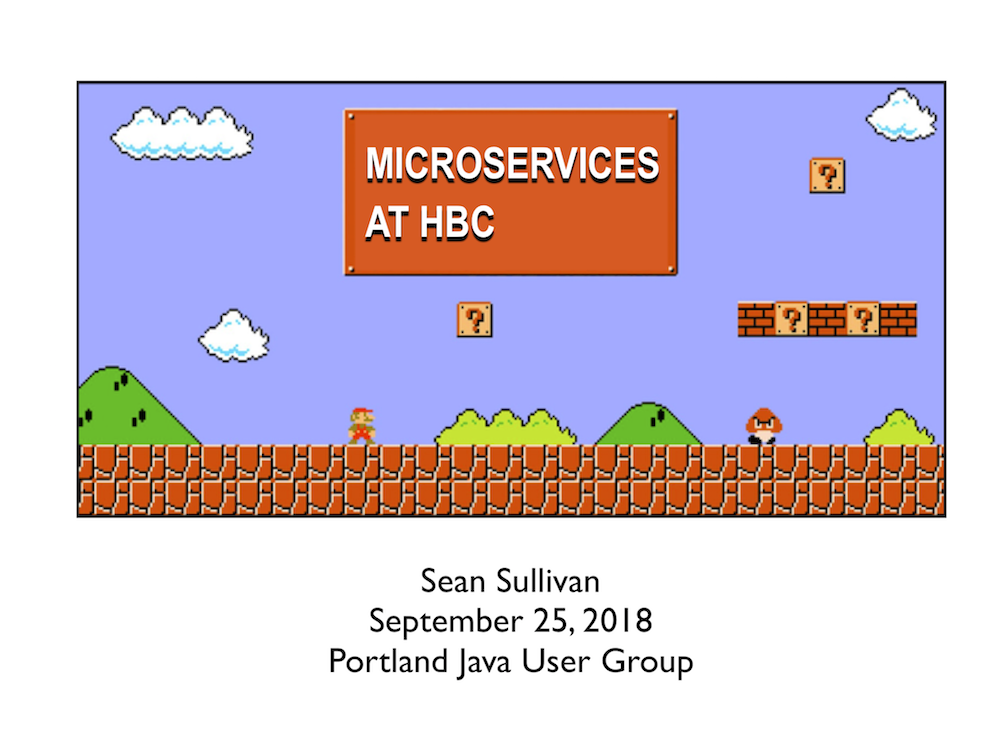 MICROSERVICES
AT HBC
?
?
? ?
Sean Sullivan
September 25, 2018
Portland Java User Group